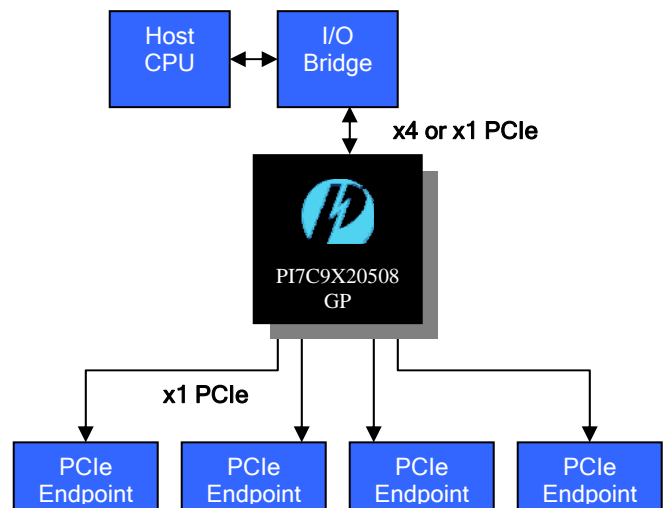 Host
CPU
I/O
Bridge
x4 or x1 PCIe
PI7C9X20508
GP
x1 PCIe
PCIe
Endpoint
PCIe
Endpoint
PCIe
Endpoint
PCIe
Endpoint